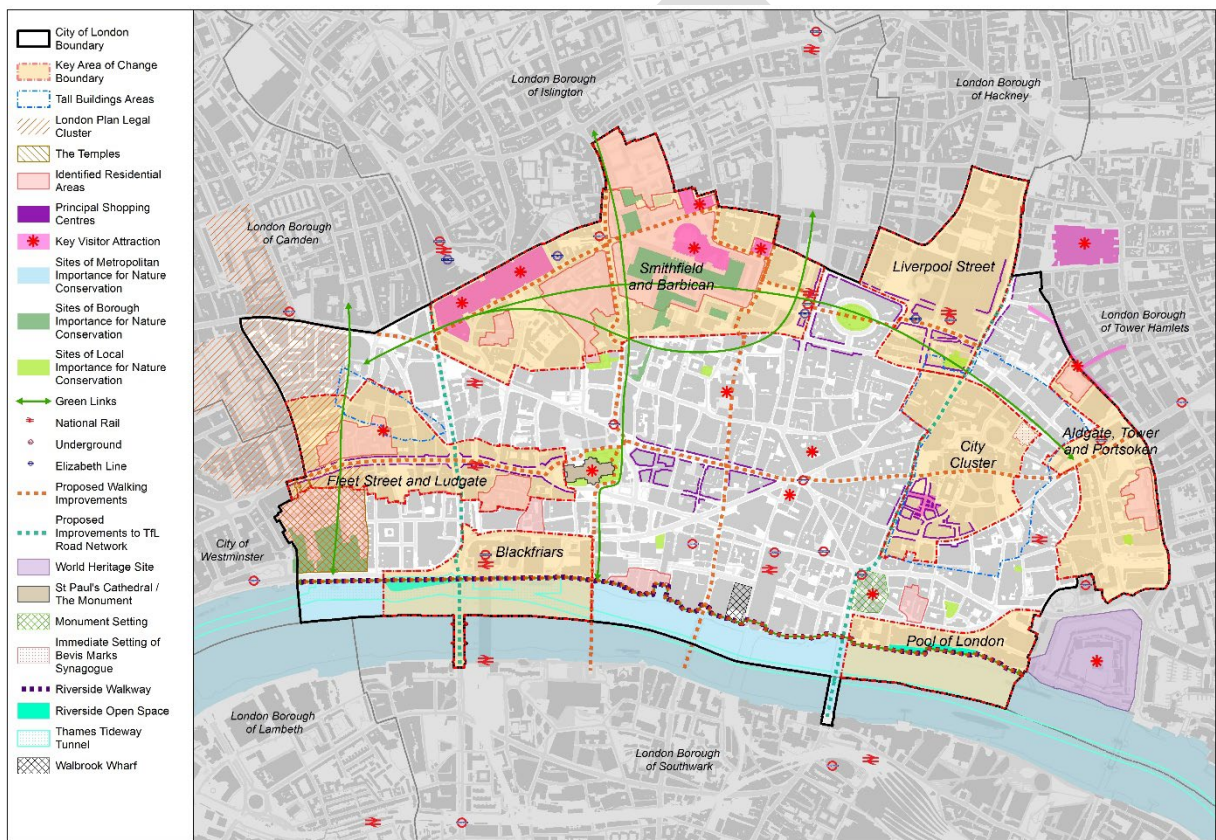 City of London
Boundary
Key Area of Change
Boundary
Tall Buildings Areas
London Plan Legal
Cluster
The Temples
Identified Residential
Areas
Principal Shopping
Centres
Key Visitor Attraction
Sites of Metropolitan
Importance for Nature
Conservation
Sites of Borough
Importance for Nature
Conservation
Sites of Local
Importance for Nature
Conservation
Green Links
National Rail
Underground
Elizabeth Line
Proposed Walking
Improvements
Proposed
Improvements to TfL
Road Network
World Heritage Site
St Paul's Cathedral /
The Monument
Monument Setting
Immediate Setting of
Bevis Marks
Synagogue
Riverside Walkway
Riverside Open Space
Thames Tideway
Tunnel
Walbrook Wharf
London Borough
of Islington
London Borough
of Hackney
London Borough
of Camden
Smithfield
and Barbican
Liverpool Street
London Borough
of Tower Hamlets
City
Cluster
Aldgate, Tower
and Portsoken
Fleet Street and Ludgate
City of
Westminster
Blackfriars
Pool of London
London Borough
of Lambeth
London Borough
of Southwark